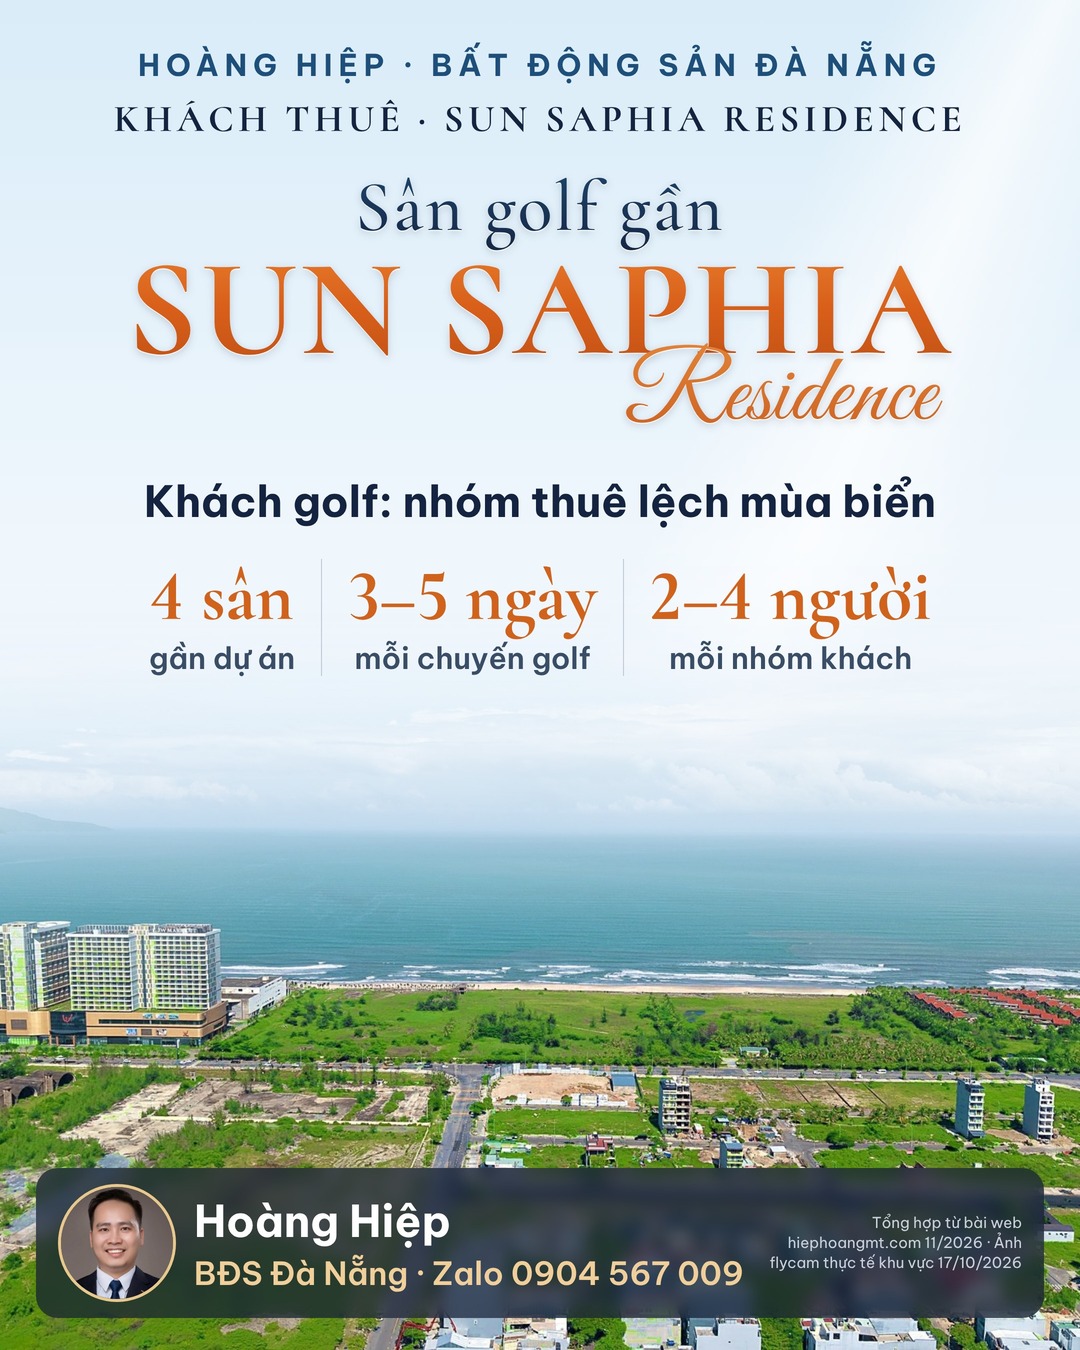 HOÀNG HIỆP · BẤT ĐỘNG SẢN ĐÀ NẴNG
KHÁCH THUÊ · SUN SAPHIA RESIDENCE
Sân golf gần
SUN SAPHIA
Residence
Khách golf: nhóm thuê lệch mùa biển
4 sân
gần dự án
3–5 ngày
mỗi chuyến golf
2–4 người
mỗi nhóm khách
Hoàng Hiệp
BĐS Đà Nẵng · Zalo 0904 567 009
Tổng hợp từ bài web
hiephoangmt.com 11/2026 · Ảnh
flycam thực tế khu vực 17/10/2026